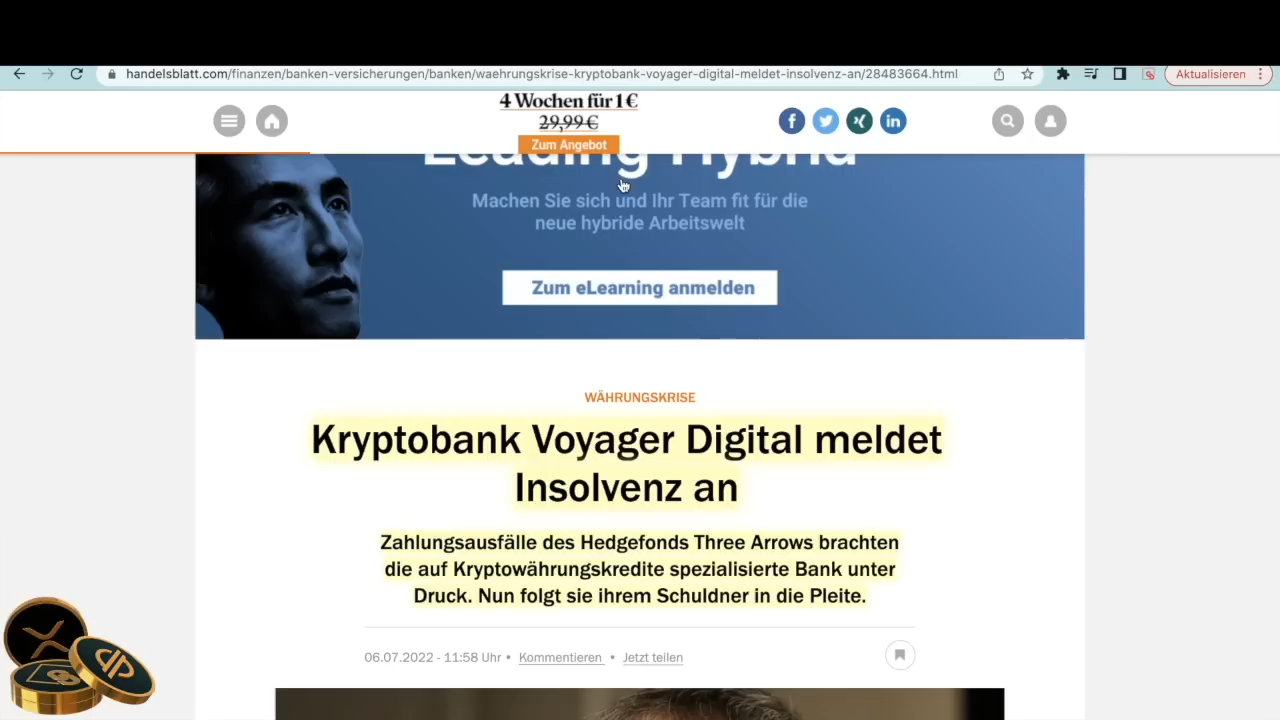 handelsblatt.com/finanzen/banken-versicherungen/banken/waehrungskrise-kryptobank-voyager-digital-meldet-insolvenz-an/28483664.html
Aktualisieren
4 Wochen für 1 €
29,99 €
Zum Angebot
Leading Hybrid
Machen Sie sich und Ihr Team fit für die
neue hybride Arbeitswelt
Zum eLearning anmelden
WÄHRUNGSKRISE
Kryptobank Voyager Digital meldet
Insolvenz an
Zahlungsausfälle des Hedgefonds Three Arrows brachten
die auf Kryptowährungskredite spezialisierte Bank unter
Druck. Nun folgt sie ihrem Schuldner in die Pleite.
06.07.2022 - 11:58 Uhr • Kommentieren • Jetzt teilen